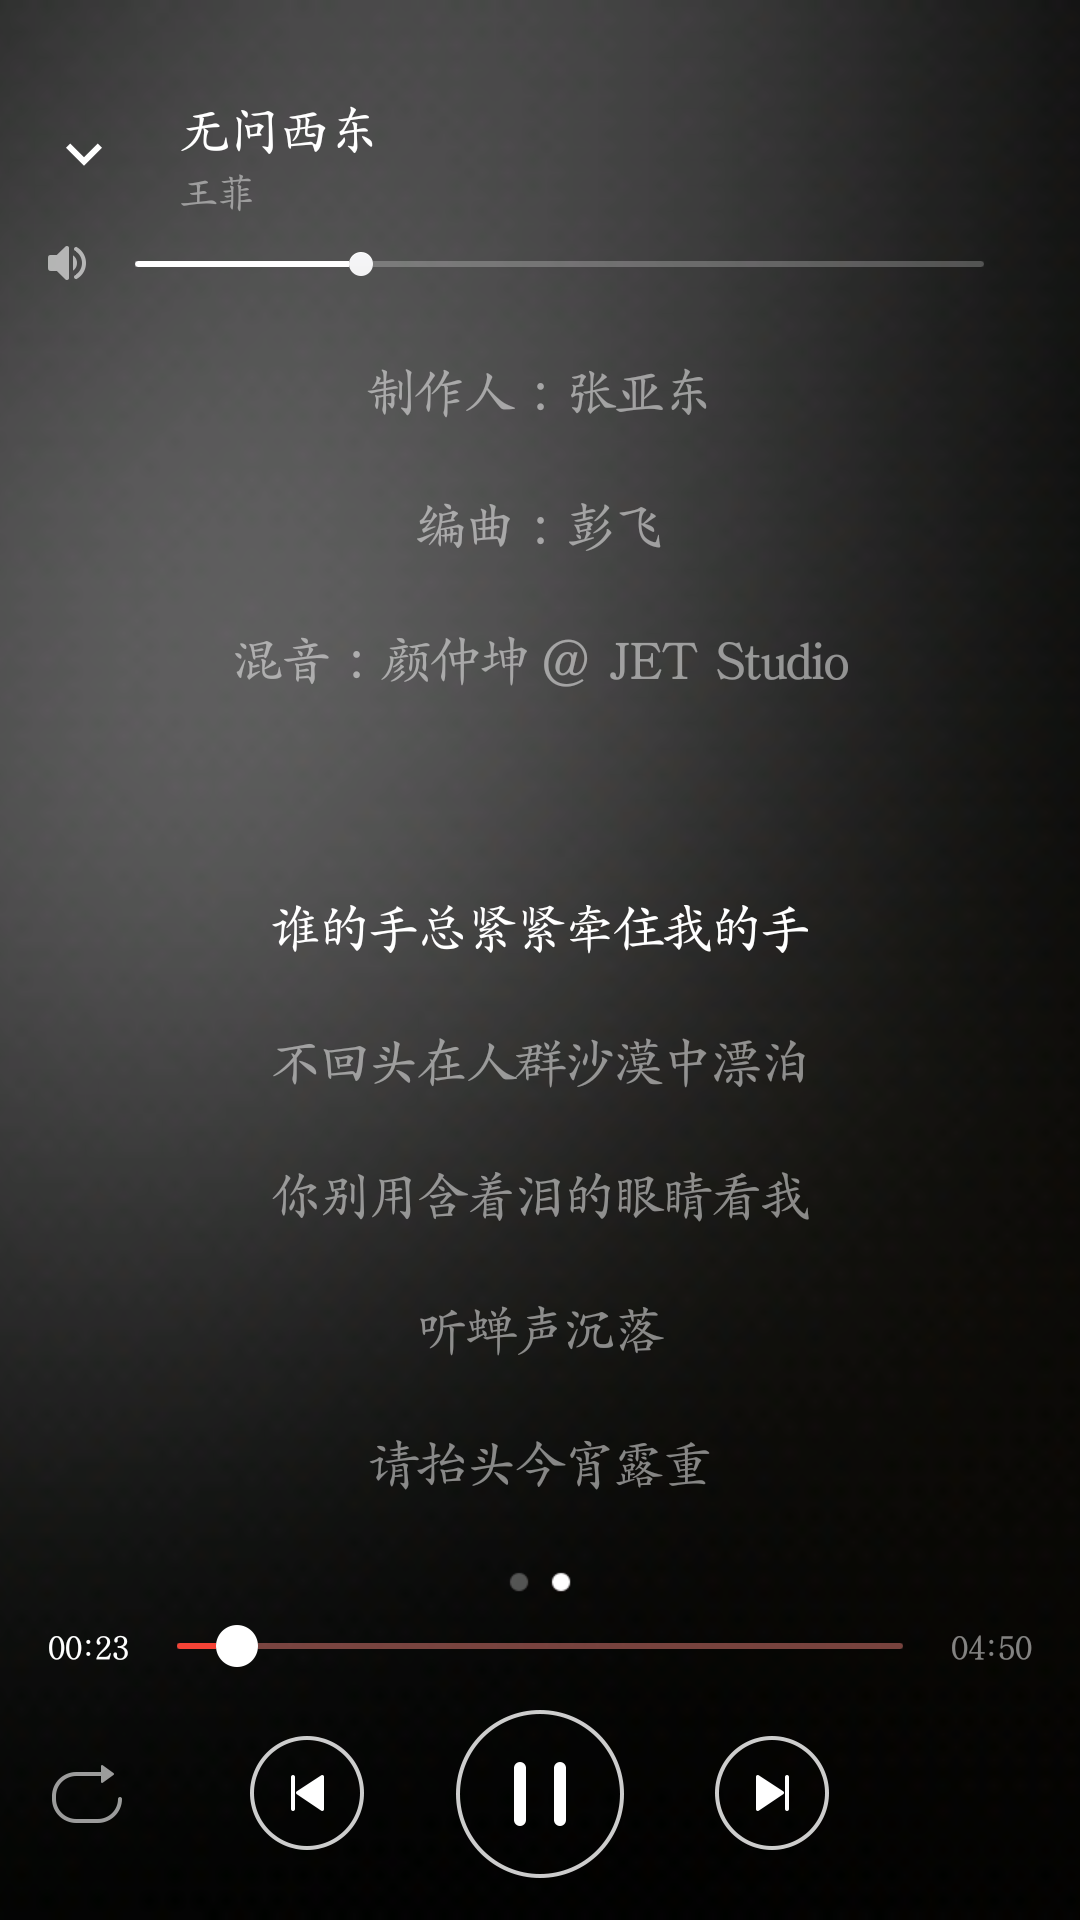 无问西东
王菲
制作人：张亚东
编曲：彭飞
混音：颜仲坤@ JET Studio
谁的手总紧紧牵住我的手
不回头在人群沙漠中漂泊
你别用含着泪的眼睛看我
听蝉声沉落
请抬头今宵露重
00:23
04:50